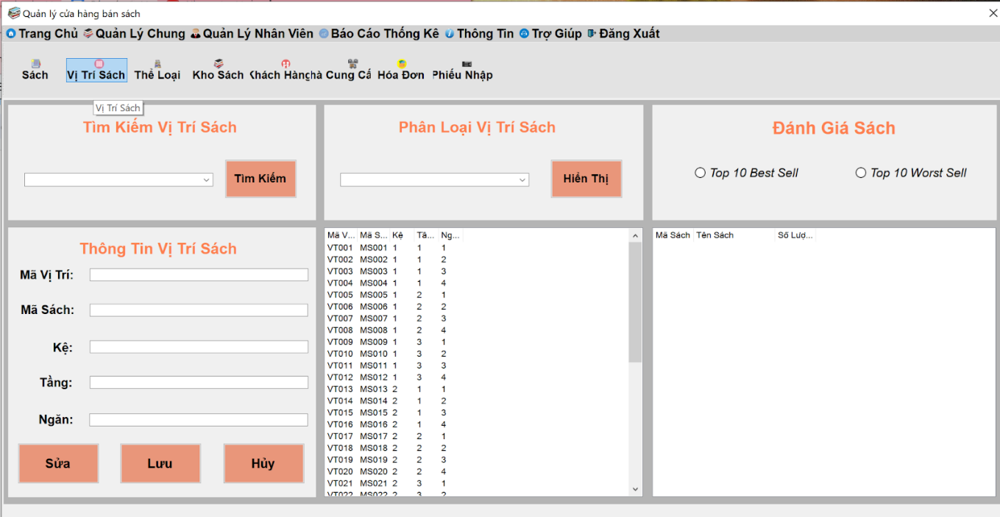 Quản lý cửa hàng bán sách
Trang Chủ Quản Lý Chung Quản Lý Nhân Viên Báo Cáo Thống Kê Thông Tin Trợ Giúp Đăng Xuất
Sách Vị Trí Sách Thể Loại Kho Sách Khách Hàng hà Cung Cấ Hóa Đơn Phiếu Nhập
Vị Trí Sách
Tìm Kiếm Vị Trí Sách
Tìm Kiếm
Phân Loại Vị Trí Sách
Hiển Thị
Đánh Giá Sách
Top 10 Best Sell Top 10 Worst Sell
Thông Tin Vị Trí Sách
Mã Vị Trí:
Mã Sách:
Kệ:
Tầng:
Ngăn:
Sửa Lưu Hủy
Mã V... Mã S... Kệ Tầ... Ng...
VT001 MS001 1 1 1
VT002 MS002 1 1 2
VT003 MS003 1 1 3
VT004 MS004 1 1 4
VT005 MS005 1 2 1
VT006 MS006 1 2 2
VT007 MS007 1 2 3
VT008 MS008 1 2 4
VT009 MS009 1 3 1
VT010 MS010 1 3 2
VT011 MS011 1 3 3
VT012 MS012 1 3 4
VT013 MS013 2 1 1
VT014 MS014 2 1 2
VT015 MS015 2 1 3
VT016 MS016 2 1 4
VT017 MS017 2 2 1
VT018 MS018 2 2 2
VT019 MS019 2 2 3
VT020 MS020 2 2 4
VT021 MS021 2 3 1
VT022 MS022 2 3 2
Mã Sách Tên Sách Số Lượ...